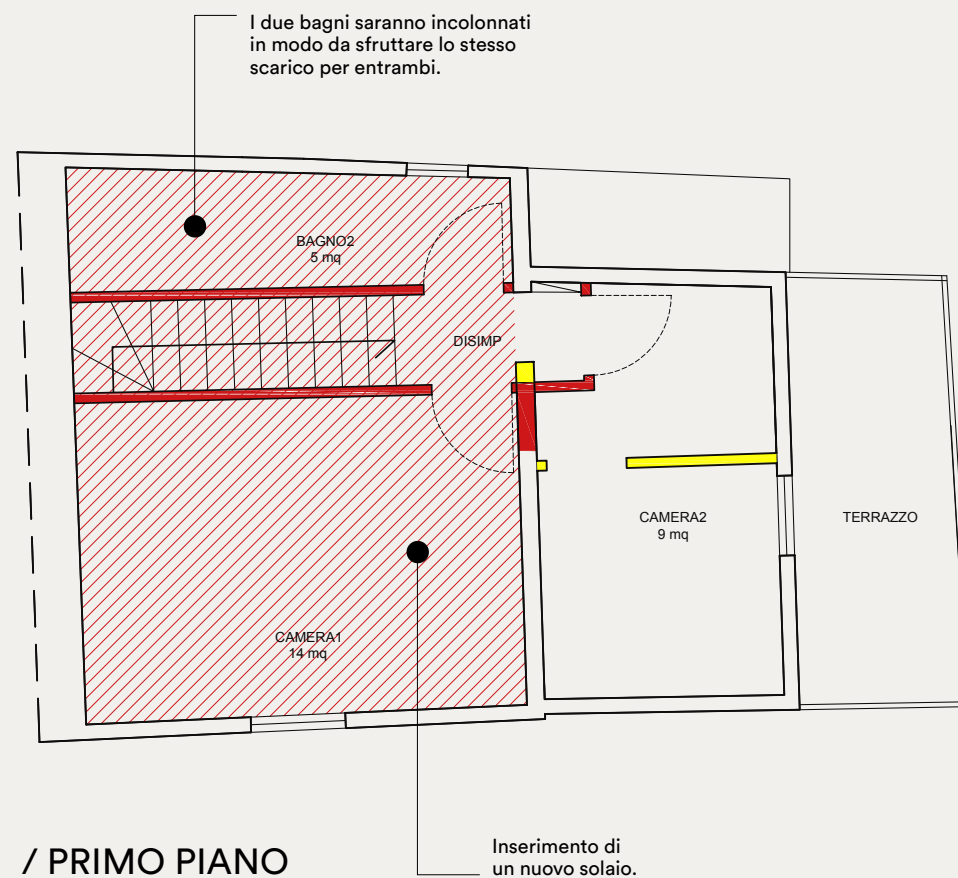 I due bagni saranno incolonnati
in modo da sfruttare lo stesso
scarico per entrambi.
BAGNO2
5 mq
DISIMP
CAMERA2
9 mq
TERRAZZO
CAMERA1
14 mq
/ PRIMO PIANO
Inserimento di
un nuovo solaio.